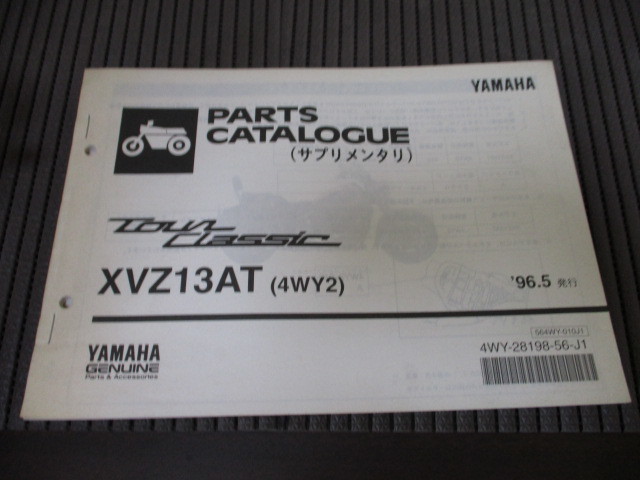 YAMAHA
PARTS
CATALOGUE
(サプリメンタリ)
Tour
Classic
XVZ13AT (4WY2)
'96.5 発行
564WY-010J1
4WY-28198-56-J1
YAMAHA
GENUINE
Parts & Accessories